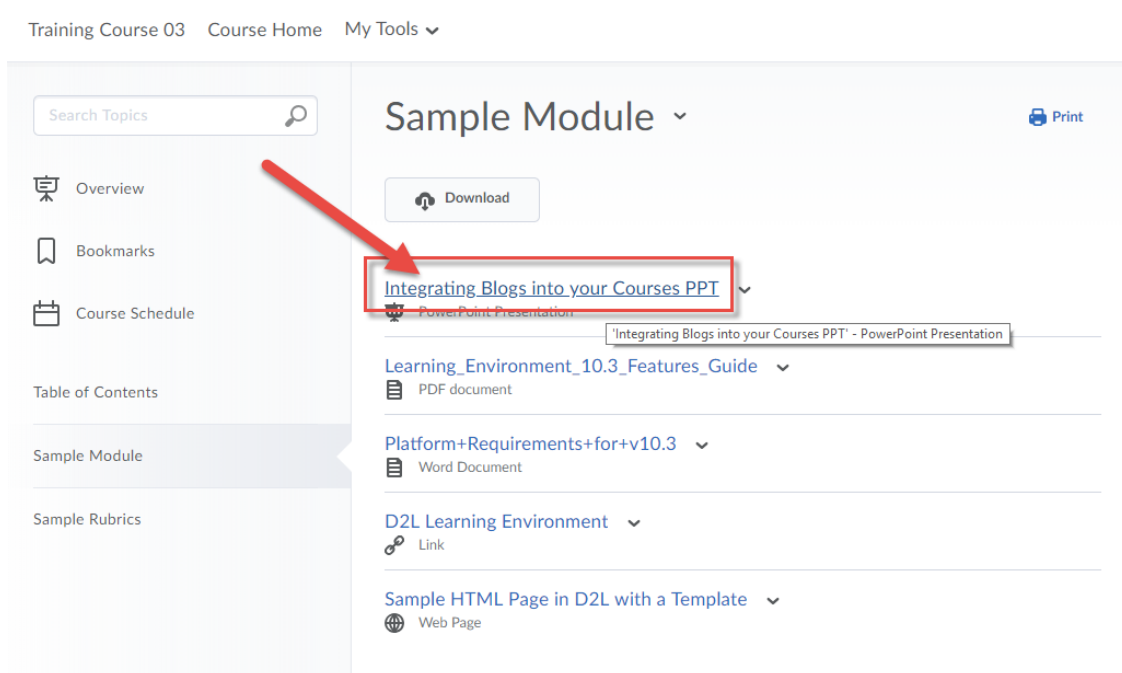 Training Course 03 Course Home My Tools
Search Topics
Overview
Bookmarks
Course Schedule
Table of Contents
Sample Module
Sample Rubrics
Sample Module
Print
Download
Integrating Blogs into your Courses PPT
PowerPoint Presentation
'Integrating Blogs into your Courses PPT' - PowerPoint Presentation
Learning_Environment_10.3_Features_Guide
PDF document
Platform+Requirements+for+v10.3
Word Document
D2L Learning Environment
Link
Sample HTML Page in D2L with a Template
Web Page